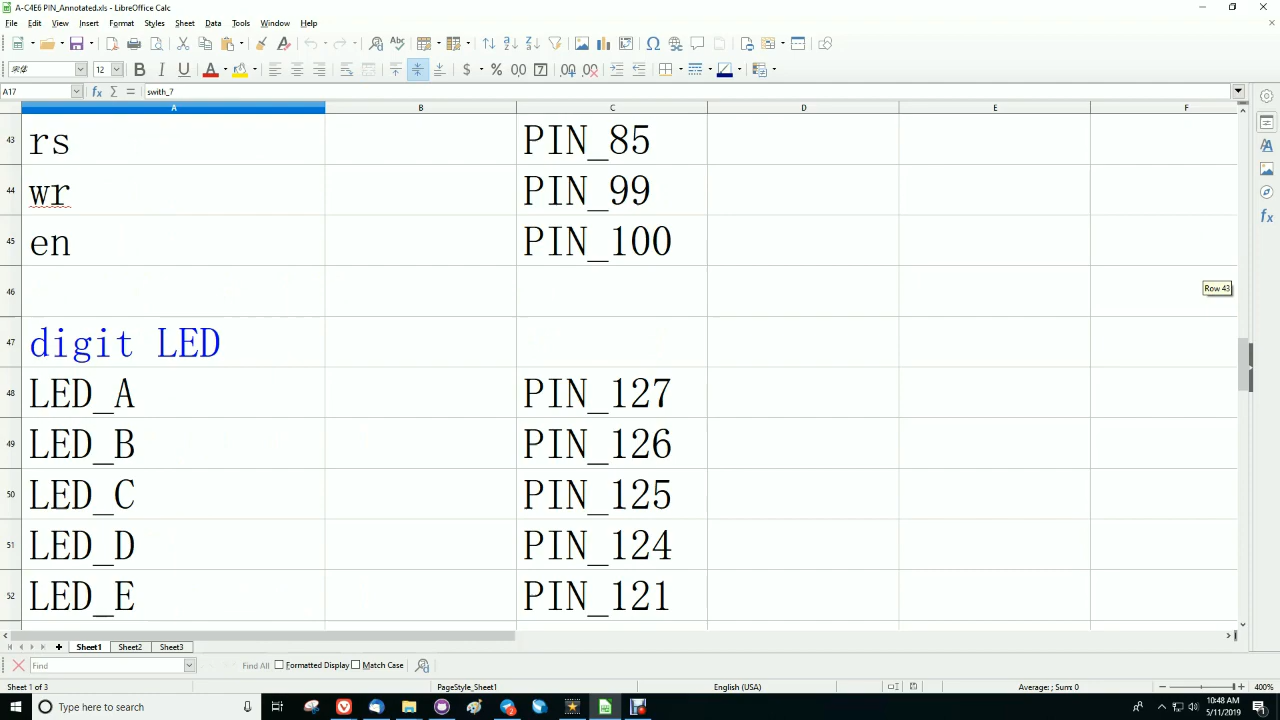 A-C4E6 PIN_Annotated.xls - LibreOffice Calc
File Edit View Insert Format Styles Sheet Data Tools Window Help
宋体 12
A17 swith_7
A B C D E F
43 rs PIN_85
44 wr PIN_99
45 en PIN_100
46 Row 43
47 digit LED
48 LED_A PIN_127
49 LED_B PIN_126
50 LED_C PIN_125
51 LED_D PIN_124
52 LED_E PIN_121
Sheet1 Sheet2 Sheet3
Find Find All Formatted Display Match Case
Sheet 1 of 3 PageStyle_Sheet1 English (USA) Average: ; Sum: 0 400%
Type here to search 10:48 AM
5/11/2019